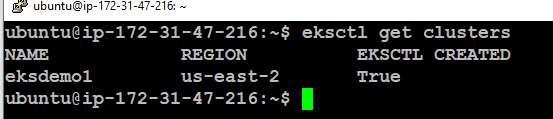 ubuntu@ip-172-31-47-216: ~
ubuntu@ip-172-31-47-216:~$ eksctl get clusters
NAME REGION EKSCTL CREATED
eksdemo1 us-east-2 True
ubuntu@ip-172-31-47-216:~$